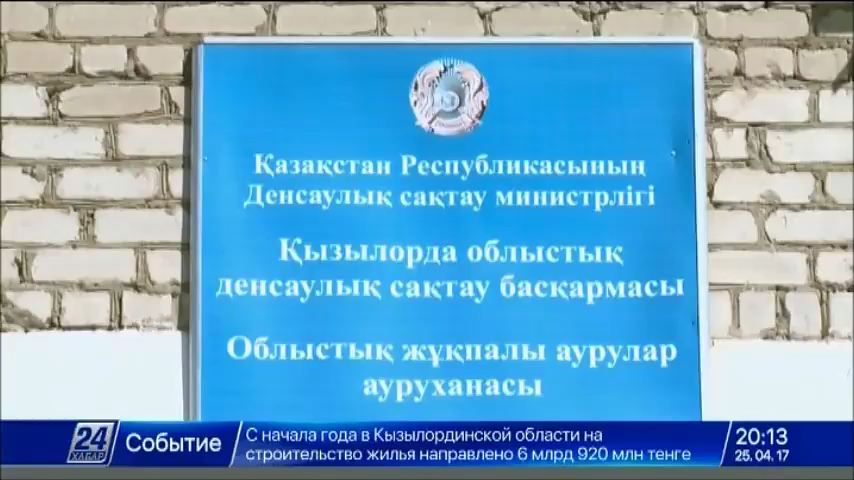 Қазақстан Республикасының
Денсаулық сақтау министрлігі
Қызылорда облыстық
денсаулық сақтау басқармасы
Облыстық жұқпалы аурулар
ауруханасы
24
ХАБАР
Событие
С начала года в Кызылординской области на
строительство жилья направлено 6 млрд 920 млн тенге
20:13
25.04.17